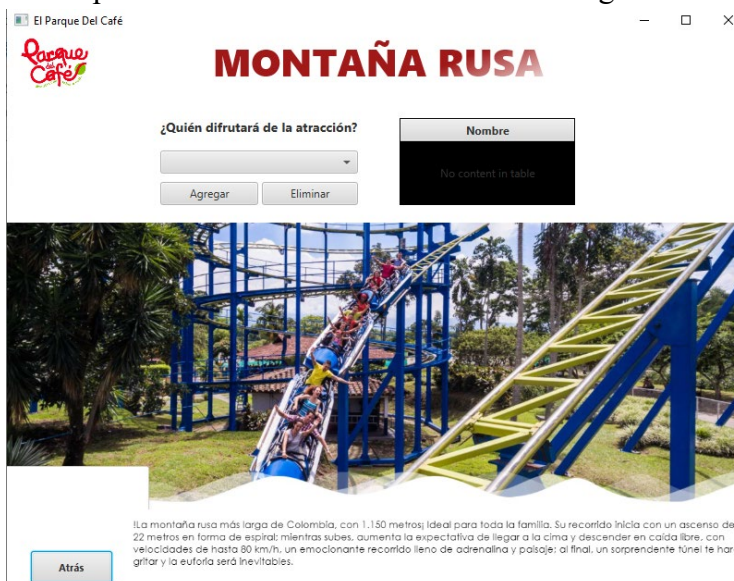 El Parque Del Café
Parque
del
Café
MONTAÑA RUSA
¿Quién difrutará de la atracción?
Nombre
No content in table
Agregar
Eliminar
!La montaña rusa más larga de Colombia, con 1.150 metros¡ Ideal para toda la familia. Su recorrido inicia con un ascenso de
22 metros en forma de espiral; mientras subes, aumenta la expectativa de llegar a la cima y descender en caída libre, con
velocidades de hasta 80 km/h, un emocionante recorrido lleno de adrenalina y paisaje; al final, un sorprendente túnel te har
gritar y la euforia será inevitables.
Atrás